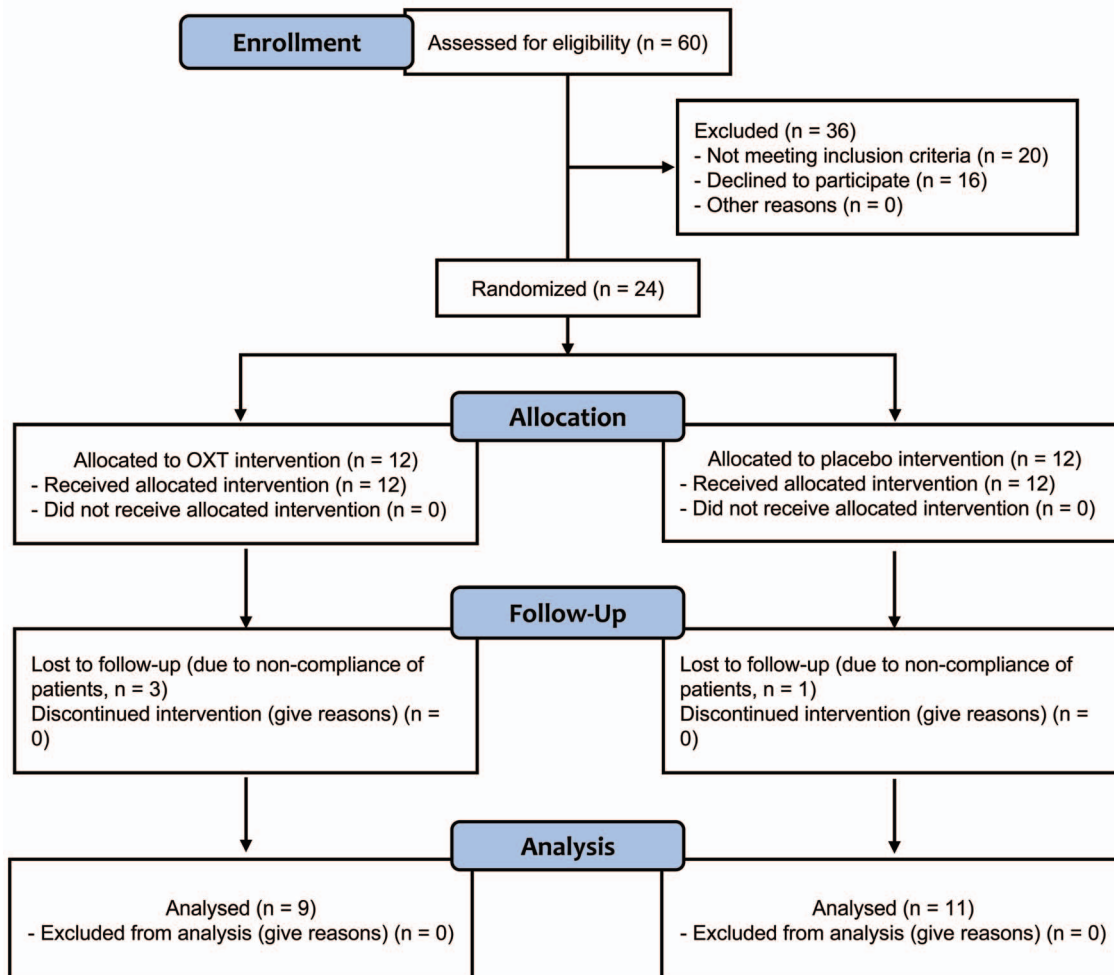 Enrollment
Assessed for eligibility (n = 60)
Excluded (n = 36)
- Not meeting inclusion criteria (n = 20)
- Declined to participate (n = 16)
- Other reasons (n = 0)
Randomized (n = 24)
Allocation
Allocated to OXT intervention (n = 12)
- Received allocated intervention (n = 12)
- Did not receive allocated intervention (n = 0)
Allocated to placebo intervention (n = 12)
- Received allocated intervention (n = 12)
- Did not receive allocated intervention (n = 0)
Follow-Up
Lost to follow-up (due to non-compliance of
patients, n = 3)
Discontinued intervention (give reasons) (n =
0)
Lost to follow-up (due to non-compliance of
patients, n = 1)
Discontinued intervention (give reasons) (n =
0)
Analysis
Analysed (n = 9)
- Excluded from analysis (give reasons) (n = 0)
Analysed (n = 11)
- Excluded from analysis (give reasons) (n = 0)